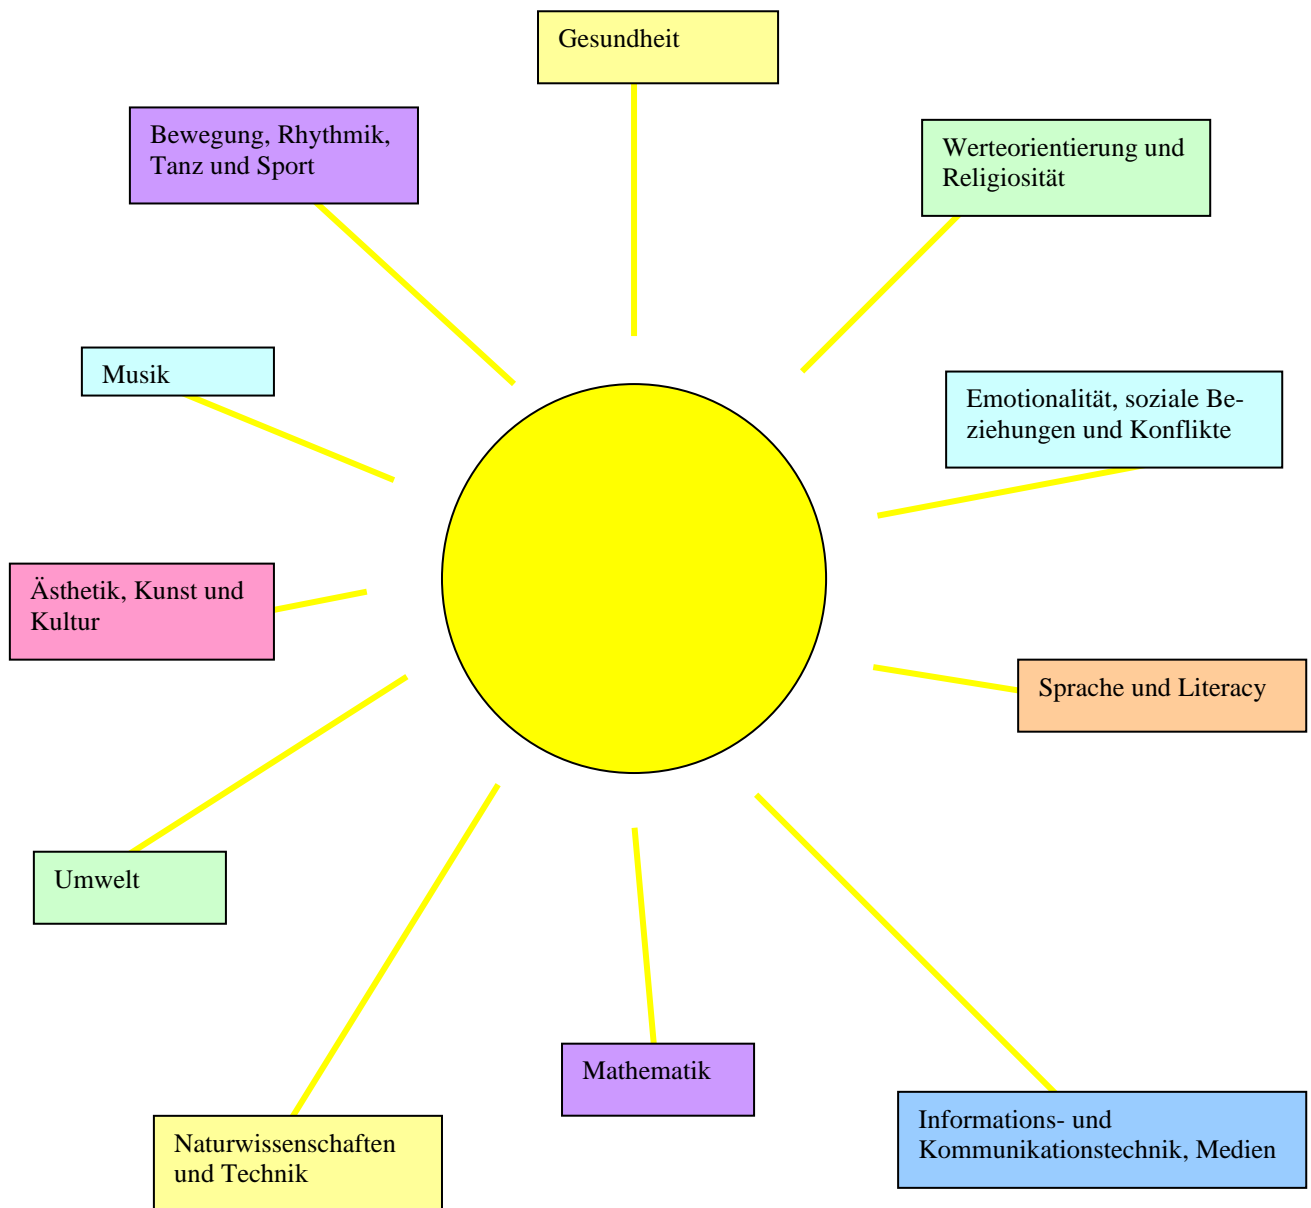 Gesundheit
Bewegung, Rhythmik,
Tanz und Sport
Werteorientierung und
Religiosität
Musik
Emotionalität, soziale Be-
ziehungen und Konflikte
Ästhetik, Kunst und
Kultur
Sprache und Literacy
Umwelt
Mathematik
Informations- und
Kommunikationstechnik, Medien
Naturwissenschaften
und Technik